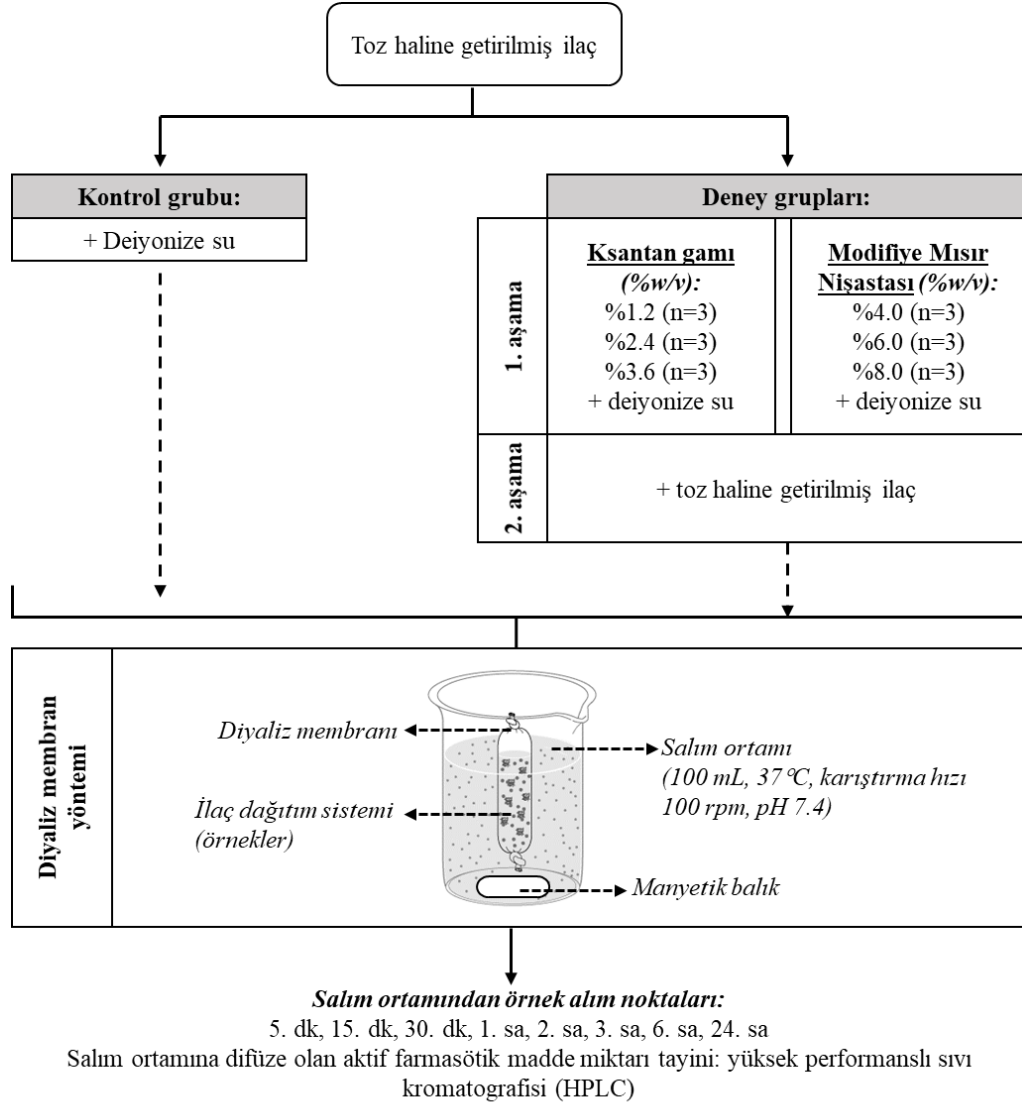 Toz haline getirilmiş ilaç
Kontrol grubu:
+ Deiyonize su
Deney grupları:
1. aşama
Ksantan gamı
(%w/v):
%1.2 (n=3)
%2.4 (n=3)
%3.6 (n=3)
+ deiyonize su
Modifiye Mısır
Nişastası (%w/v):
%4.0 (n=3)
%6.0 (n=3)
%8.0 (n=3)
+ deiyonize su
2. aşama
+ toz haline getirilmiş ilaç
Diyaliz membran
yöntemi
Diyaliz membranı
İlaç dağıtım sistemi
(örnekler)
Salım ortamı
(100 mL, 37 °C, karıştırma hızı
100 rpm, pH 7.4)
Manyetik balık
Salım ortamından örnek alım noktaları:
5. dk, 15. dk, 30. dk, 1. sa, 2. sa, 3. sa, 6. sa, 24. sa
Salım ortamına difüze olan aktif farmasötik madde miktarı tayini: yüksek performanslı sıvı
kromatografisi (HPLC)